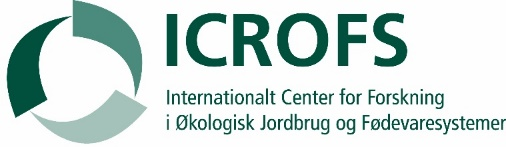 ICROFS
Internationalt Center for Forskning
i Økologisk Jordbrug og Fødevaresystemer